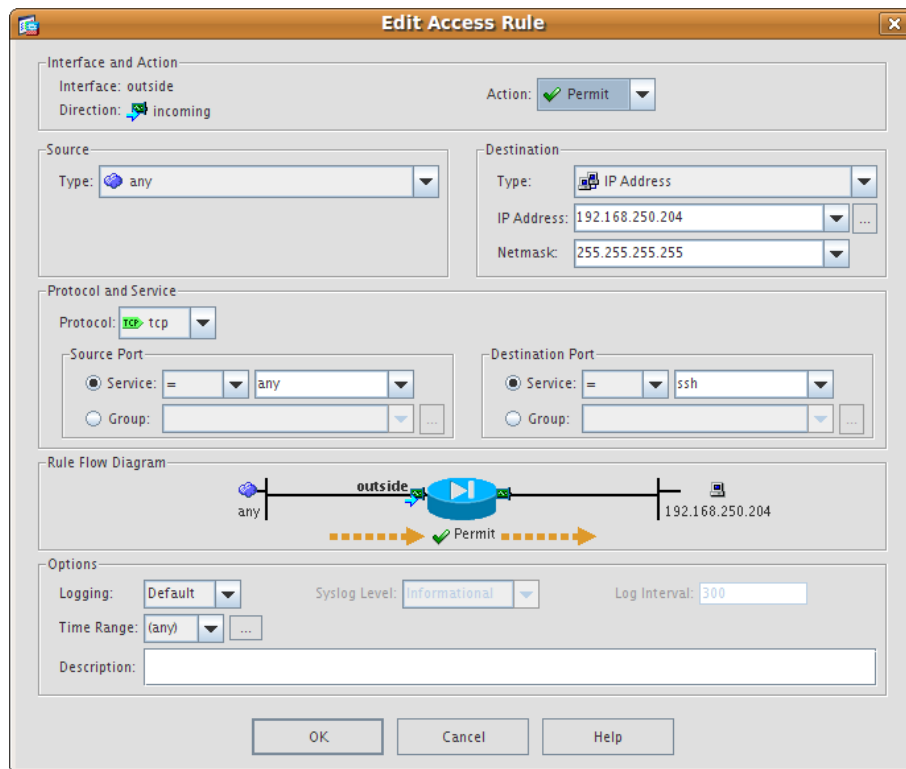 Edit Access Rule
Interface and Action
Interface: outside
Direction: incoming
Action: Permit
Source
Type: any
Destination
Type: IP Address
IP Address: 192.168.250.204 ...
Netmask: 255.255.255.255
Protocol and Service
Protocol: TCP tcp
Source Port
Service: = any
Group: ...
Destination Port
Service: = ssh
Group: ...
Rule Flow Diagram
outside
any
192.168.250.204
Permit
Options
Logging: Default Syslog Level: Informational Log Interval: 300
Time Range: (any) ...
Description:
OK Cancel Help